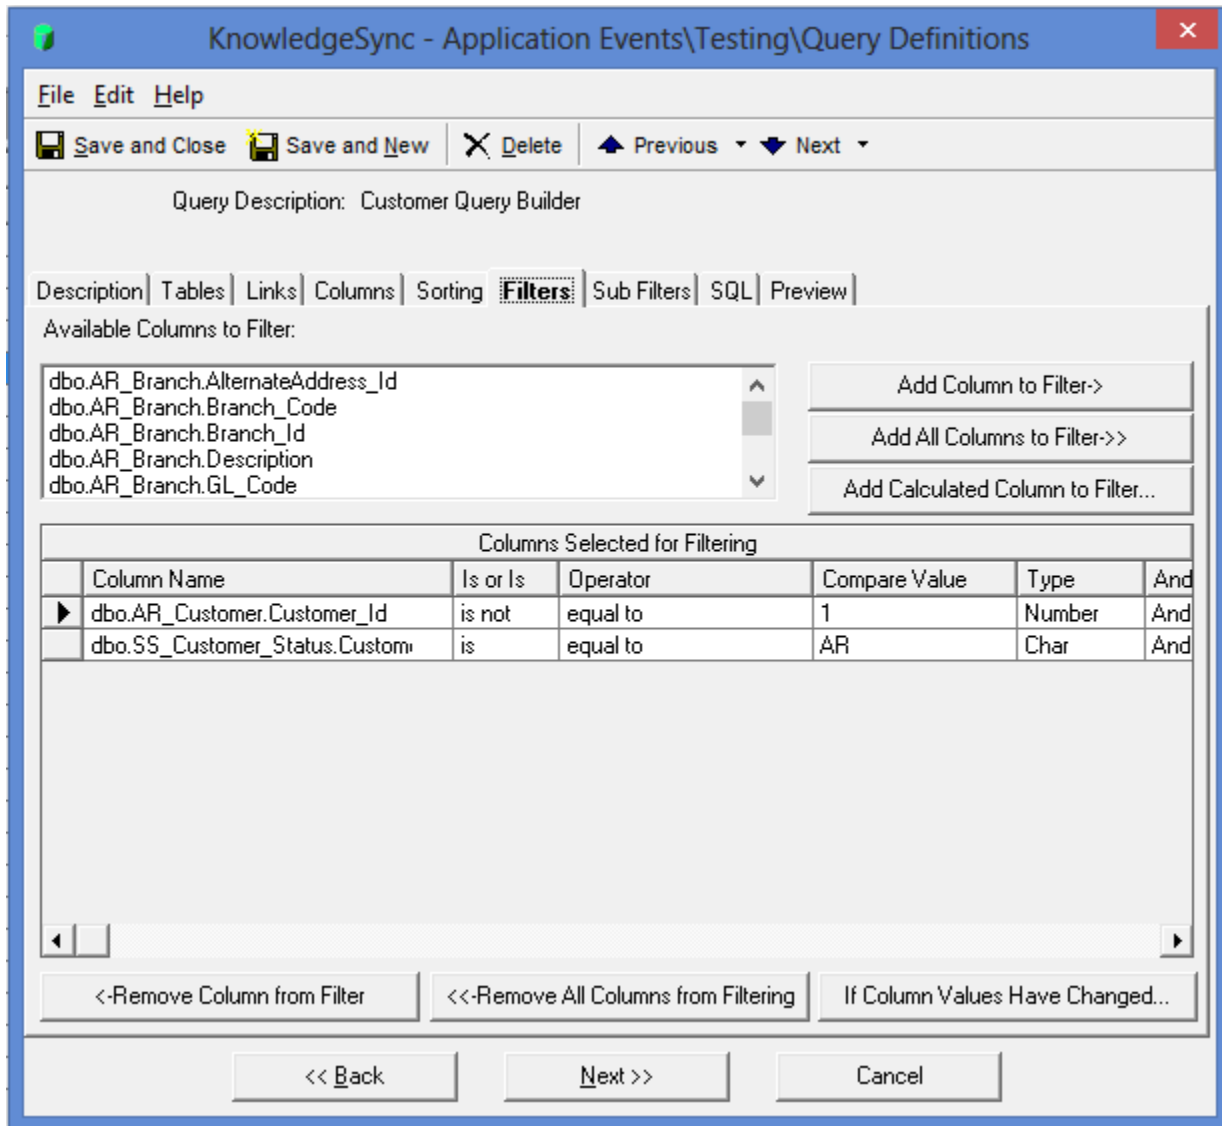 KnowledgeSync - Application Events\Testing\Query Definitions
File Edit Help
Save and Close Save and New Delete Previous Next
Query Description: Customer Query Builder
Description Tables Links Columns Sorting Filters Sub Filters SQL Preview
Available Columns to Filter:
dbo.AR_Branch.AlternateAddress_Id
dbo.AR_Branch.Branch_Code
dbo.AR_Branch.Branch_Id
dbo.AR_Branch.Description
dbo.AR_Branch.GL_Code
Add Column to Filter->
Add All Columns to Filter->>
Add Calculated Column to Filter...
Columns Selected for Filtering
Column Name Is or Is Operator Compare Value Type And
dbo.AR_Customer.Customer_Id is not equal to 1 Number And
dbo.SS_Customer_Status.Custom is equal to AR Char And
<-Remove Column from Filter <<-Remove All Columns from Filtering If Column Values Have Changed...
<< Back Next >> Cancel